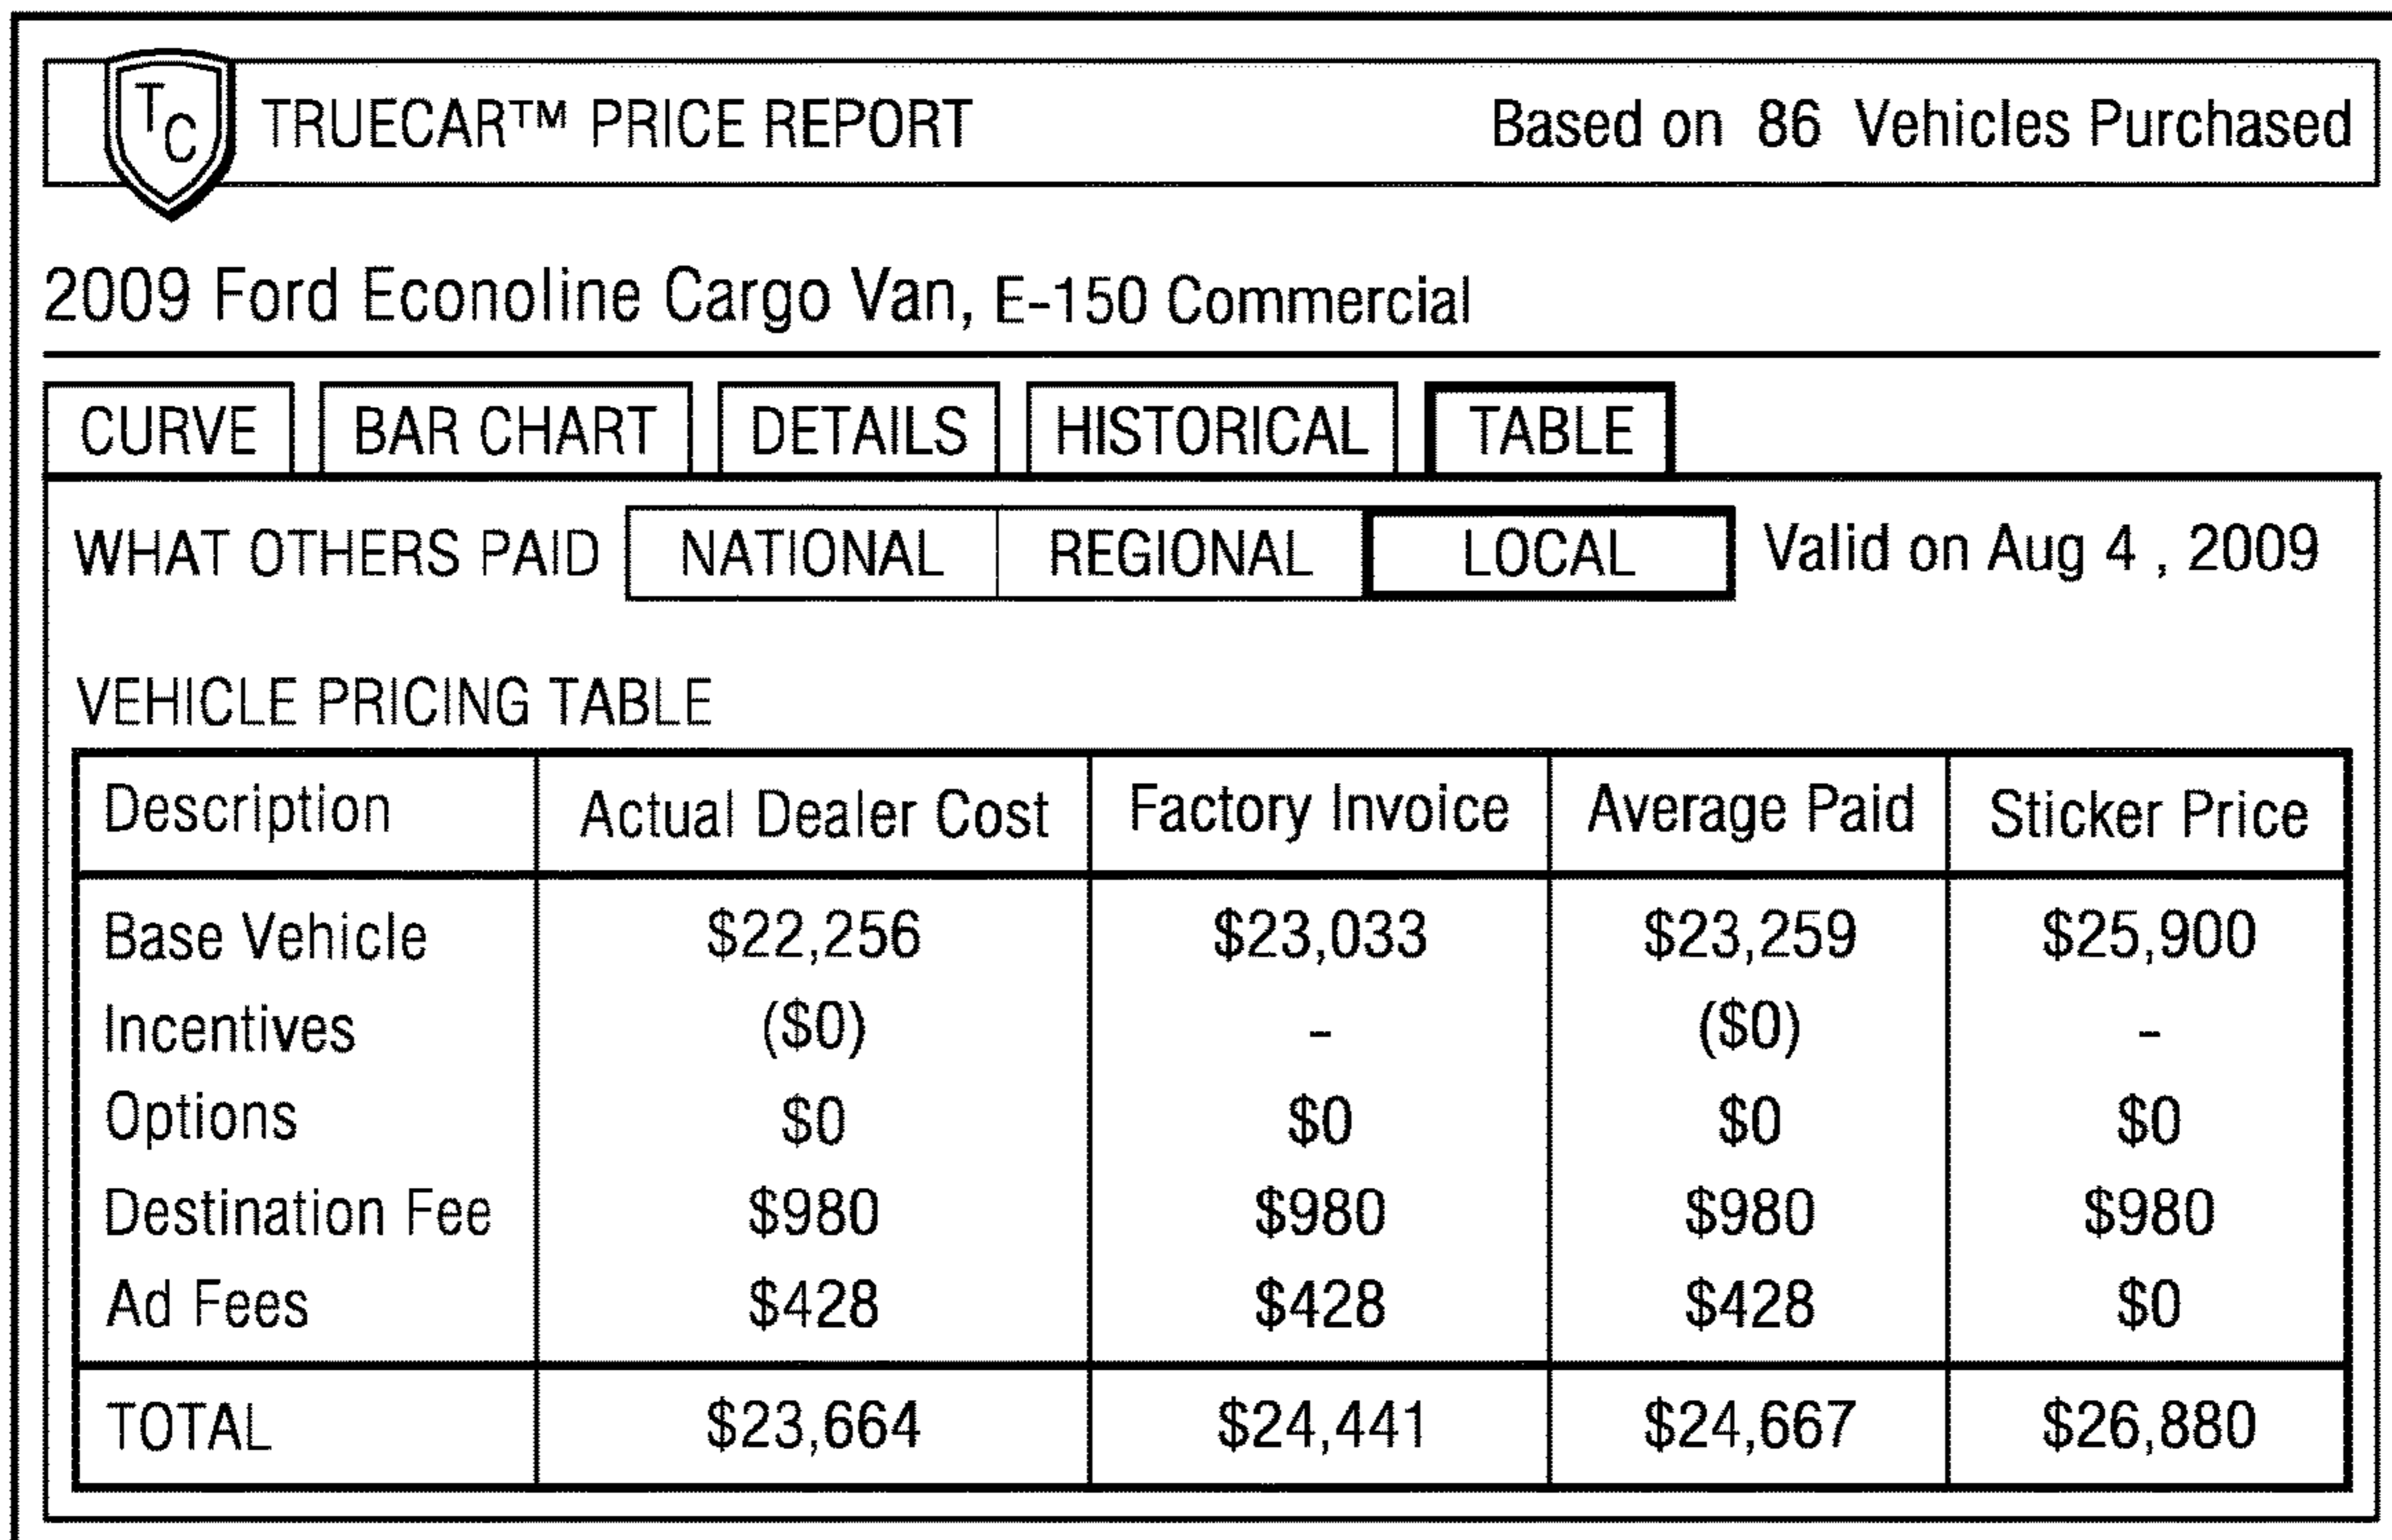 TC TRUECAR™ PRICE REPORT Based on 86 Vehicles Purchased
2009 Ford Econoline Cargo Van, E-150 Commercial
CURVE BAR CHART DETAILS HISTORICAL TABLE
WHAT OTHERS PAID NATIONAL REGIONAL LOCAL Valid on Aug 4 , 2009
VEHICLE PRICING TABLE
Description Actual Dealer Cost Factory Invoice Average Paid Sticker Price
Base Vehicle $22,256 $23,033 $23,259 $25,900
Incentives ($0) - ($0) -
Options $0 $0 $0 $0
Destination Fee $980 $980 $980 $980
Ad Fees $428 $428 $428 $0
TOTAL $23,664 $24,441 $24,667 $26,880